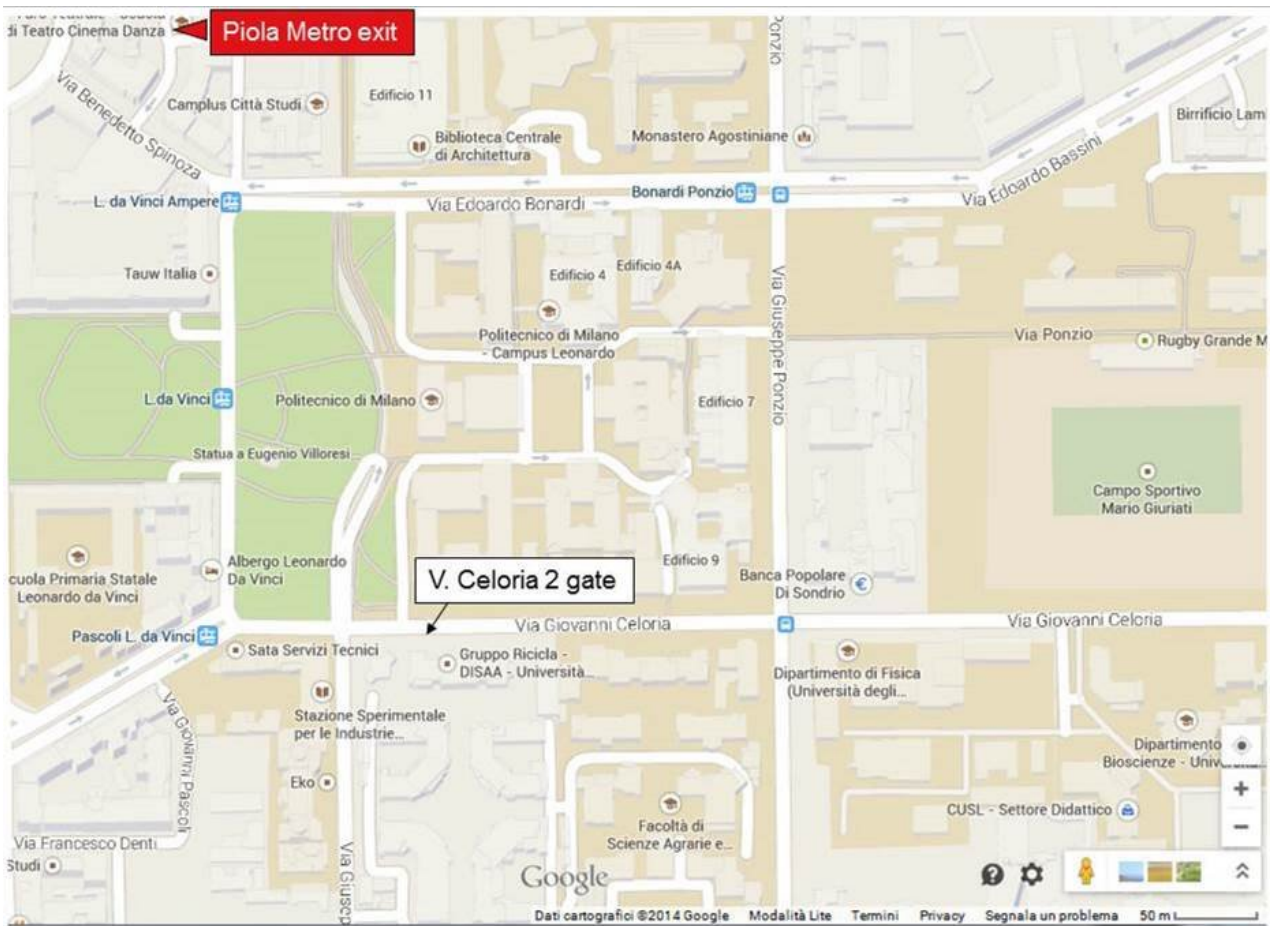 di Teatro Cinema Danza
Piola Metro exit
Ponzio
Via Benedetto Spinoza
Camplus Città Studi
Edificio 11
Biblioteca Centrale
di Architettura
Monastero Agostiniane
Birrificio Lam
Via Edoardo Bassini
L. da Vinci Ampere
Via Edoardo Bonardi
Bonardi Ponzio
Tauw Italia
Edificio 4
Edificio 4A
Via Giuseppe Ponzio
Politecnico di Milano
- Campus Leonardo
Via Ponzio
Rugby Grande M
L.da Vinci
Politecnico di Milano
Edificio 7
Statua a Eugenio Villoresi
Campo Sportivo
Mario Giuriati
Albergo Leonardo
Da Vinci
V. Celoria 2 gate
Edificio 9
Banca Popolare
Di Sondrio
€
cuola Primaria Statale
Leonardo da Vinci
Pascoli L. da Vinci
Via Giovanni Celoria
Via Giovanni Celoria
Sata Servizi Tecnici
Gruppo Ricicla -
DISAA - Università...
Dipartimento di Fisica
(Università degli...
Via Giovanni Pascoli
Stazione Sperimentale
per le Industrie...
Dipartimento
Bioscienze - Univ
Eko
CUSL - Settore Didattico
+
−
Facoltà di
Scienze Agrarie e...
Via Francesco Denti
Studi
Via Giusep
Google
?
Dati cartografici ©2014 Google Modalità Lite Termini Privacy Segnala un problema 50 m